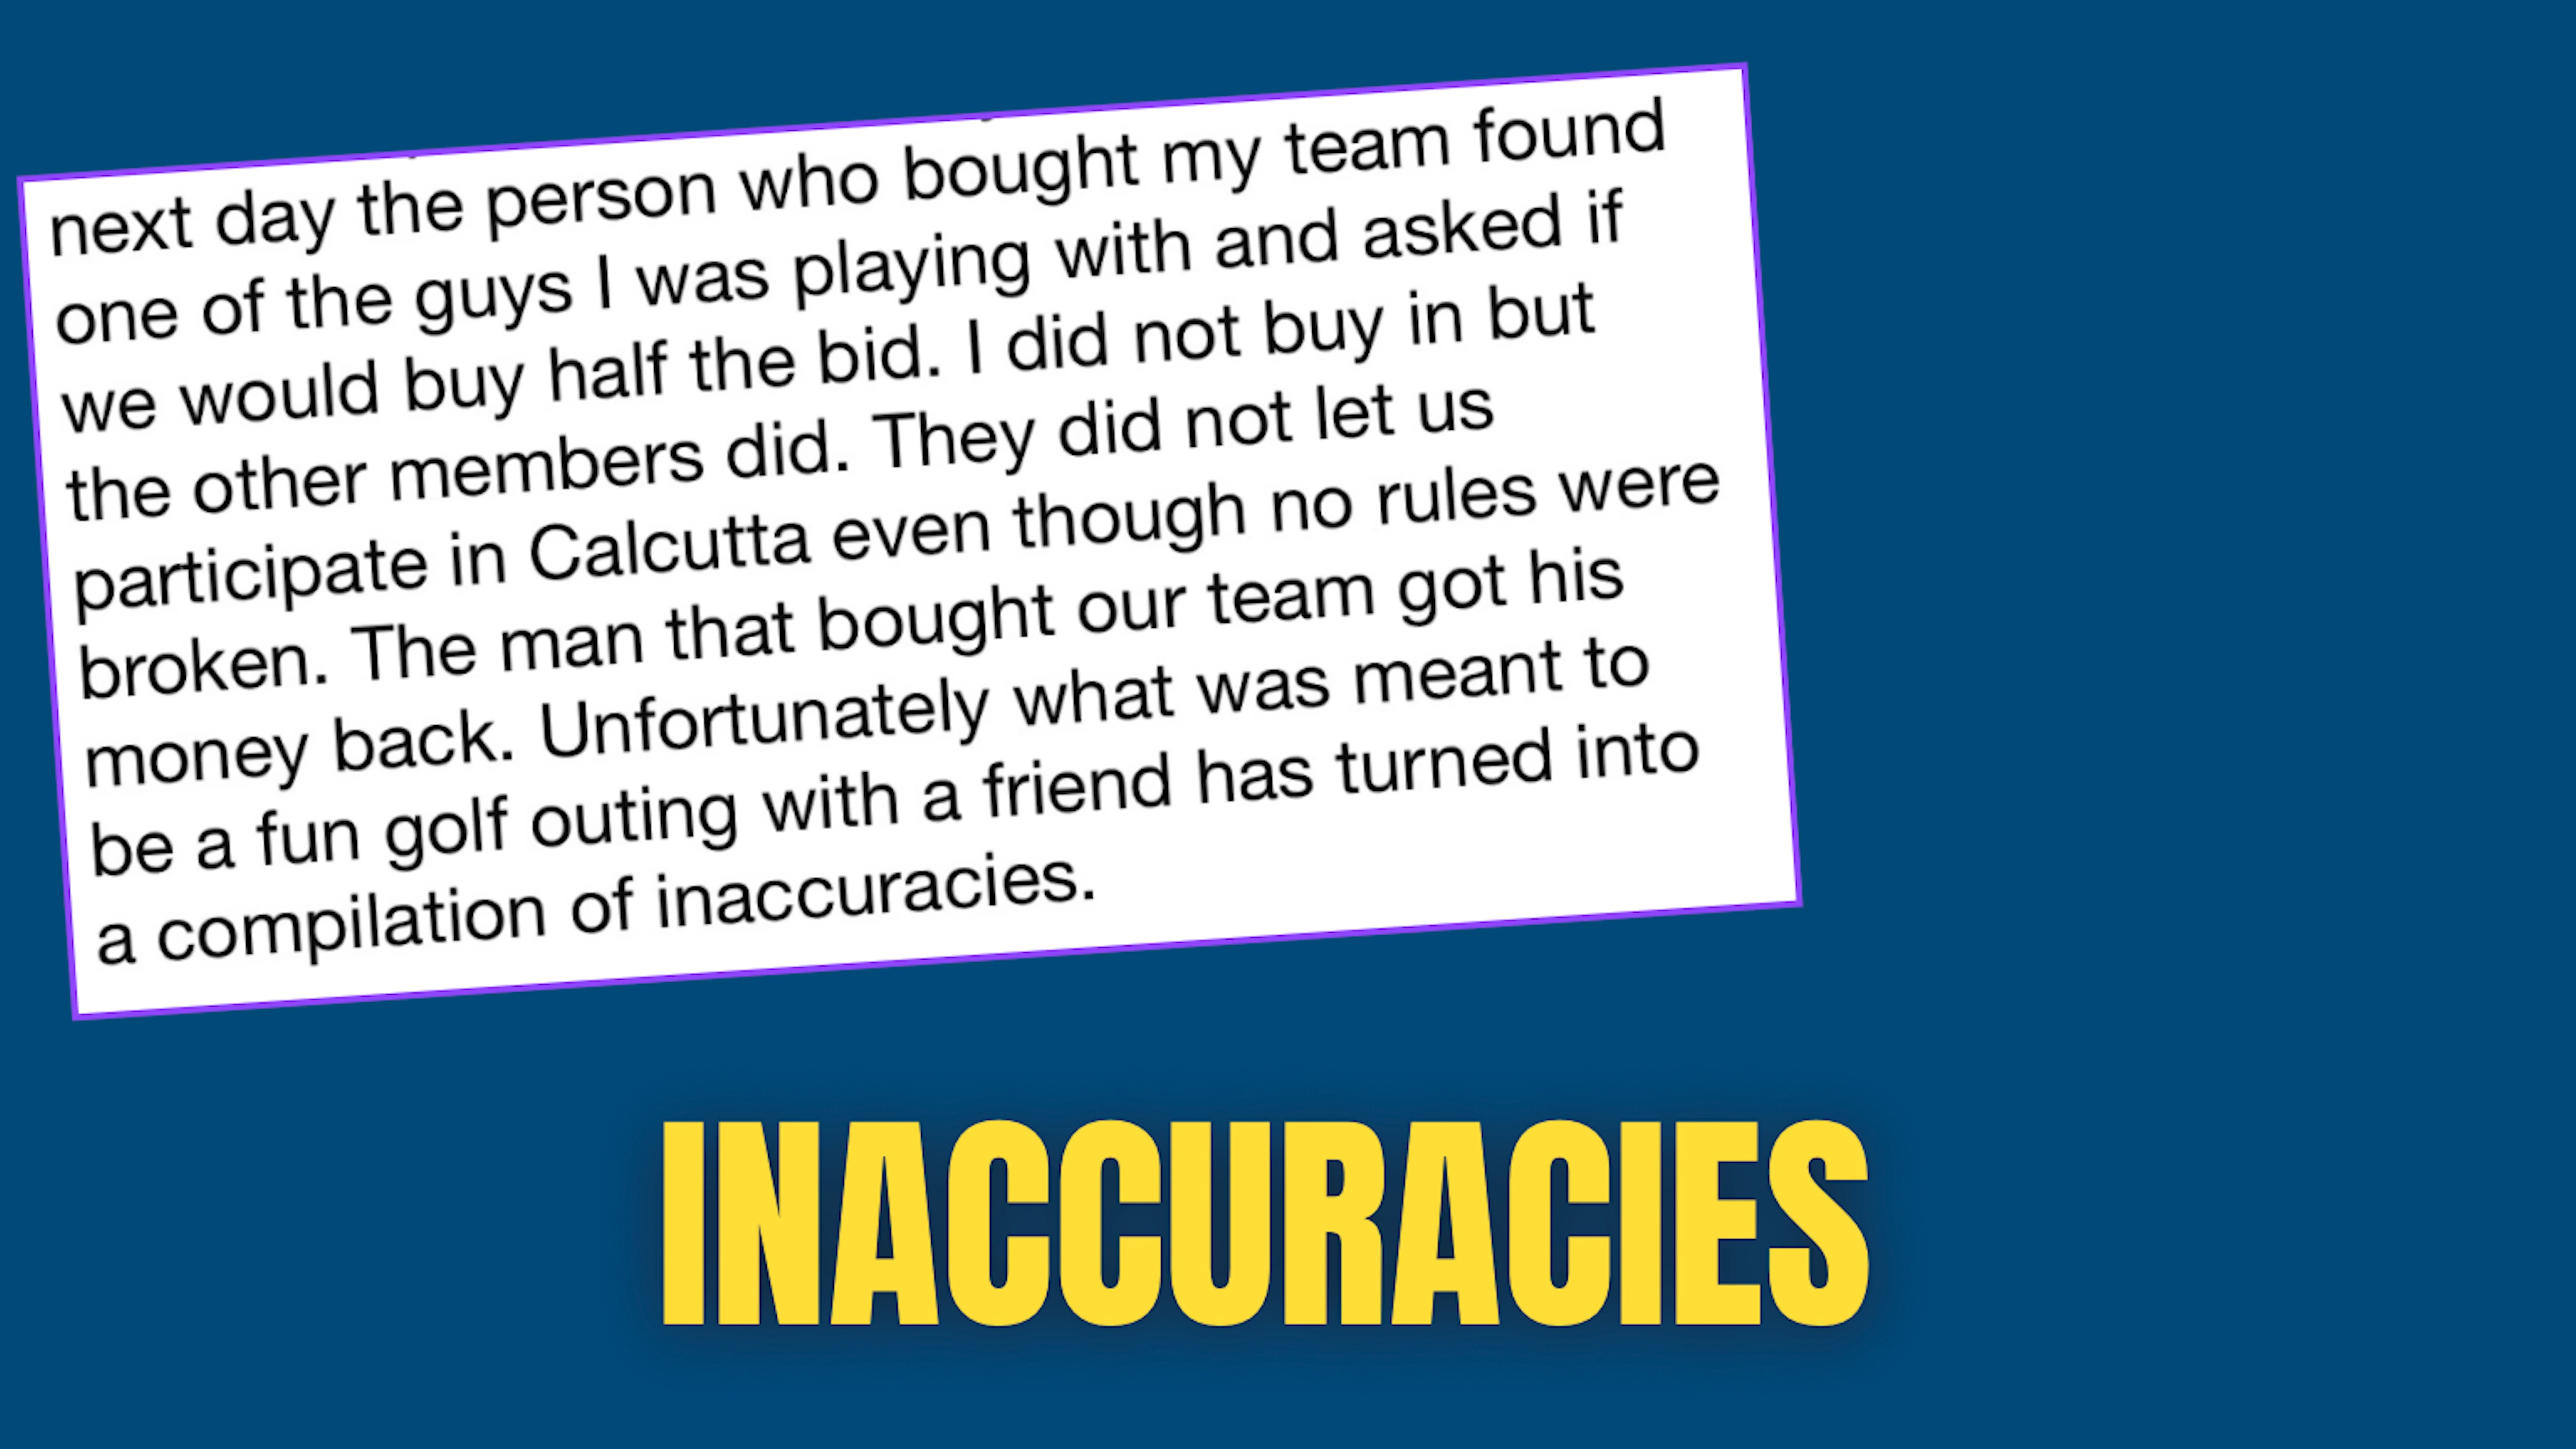 next day the person who bought my team found
one of the guys I was playing with and asked if
we would buy half the bid. I did not buy in but
the other members did. They did not let us
participate in Calcutta even though no rules were
broken. The man that bought our team got his
money back. Unfortunately what was meant to
be a fun golf outing with a friend has turned into
a compilation of inaccuracies.
INACCURACIES